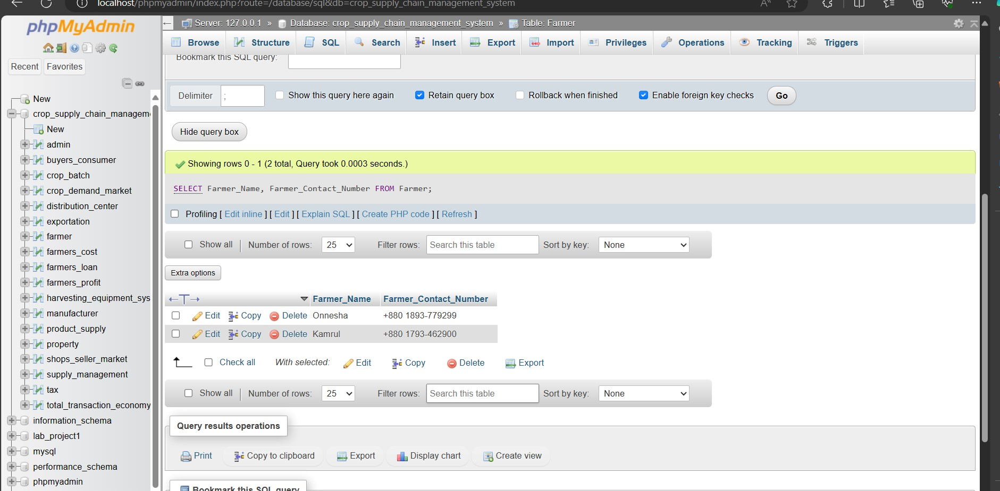 localhost/phpmyadmin/index.php?route=/database/sql&db=crop_supply_chain_management_system
phpMyAdmin
Recent Favorites
New
crop_supply_chain_managem
New
admin
buyers_consumer
crop_batch
crop_demand_market
distribution_center
exportation
farmer
farmers_cost
farmers_loan
farmers_profit
harvesting_equipment_sys
manufacturer
product_supply
property
shops_seller_market
supply_management
tax
total_transaction_economy
information_schema
lab_project1
mysql
performance_schema
phpmyadmin
Server: 127.0.0.1 » Database: crop_supply_chain_management_system » Table: Farmer
Browse Structure SQL Search Insert Export Import Privileges Operations Tracking Triggers
Bookmark this SQL query:
Delimiter ; Show this query here again Retain query box Rollback when finished Enable foreign key checks Go
Hide query box
Showing rows 0 - 1 (2 total, Query took 0.0003 seconds.)
SELECT Farmer_Name, Farmer_Contact_Number FROM Farmer;
Profiling [ Edit inline ] [ Edit ] [ Explain SQL ] [ Create PHP code ] [ Refresh ]
Show all Number of rows: 25 Filter rows: Search this table Sort by key: None
Extra options
←T→ Farmer_Name Farmer_Contact_Number
Edit Copy Delete Onnesha +880 1893-779299
Edit Copy Delete Kamrul +880 1793-462900
Check all With selected: Edit Copy Delete Export
Show all Number of rows: 25 Filter rows: Search this table Sort by key: None
Query results operations
Print Copy to clipboard Export Display chart Create view
Bookmark this SQL query